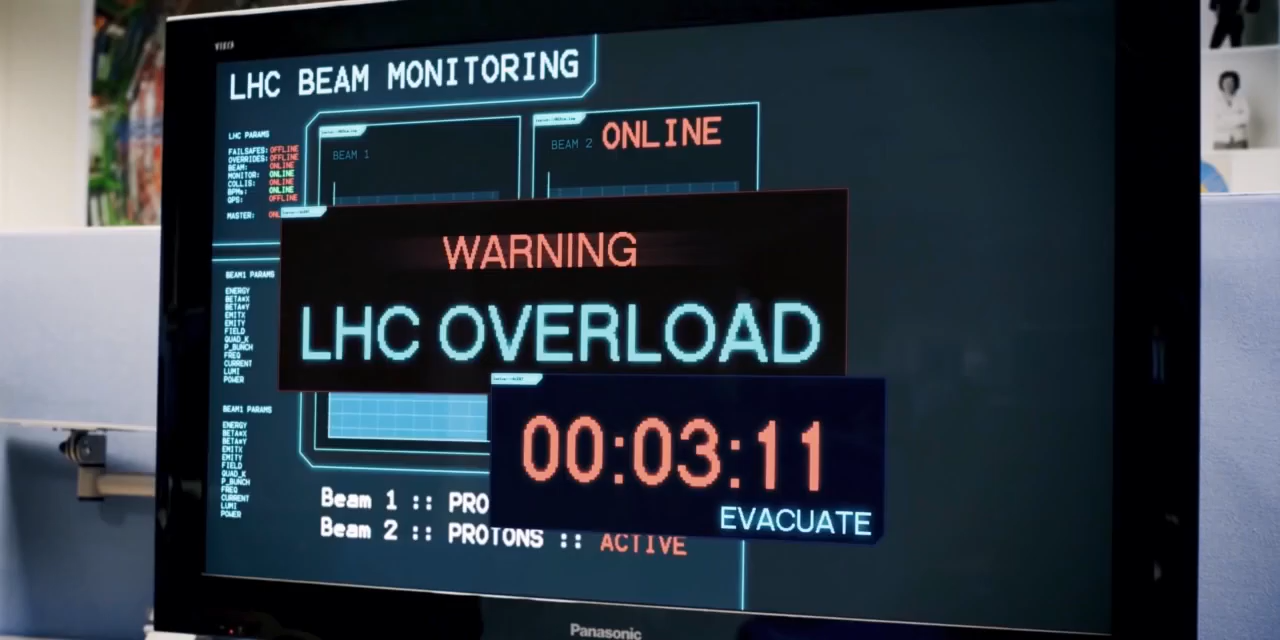 VIDEO
LHC BEAM MONITORING
LHC PARAMS
FAILSAFES: OFFLINE
OVERRIDES: OFFLINE
BEAM: ONLINE
MONITOR: ONLINE
COLLIS: ONLINE
BPMs: ONLINE
GPS: OFFLINE
MASTER:
BEAM 1
BEAM 2 ONLINE
WARNING
LHC OVERLOAD
00:03:11
EVACUATE
BEAM1 PARAMS
ENERGY
BETA*X
BETA*Y
EMITX
EMITY
FIELD
QUAD_K
P_BUNCH
FREQ
CURRENT
LUMI
POWER
BEAM1 PARAMS
ENERGY
BETA*X
BETA*Y
EMITX
EMITY
FIELD
QUAD_K
P_BUNCH
FREQ
CURRENT
LUMI
POWER
Beam 1 :: PRO
Beam 2 :: PROTONS :: ACTIVE
Panasonic